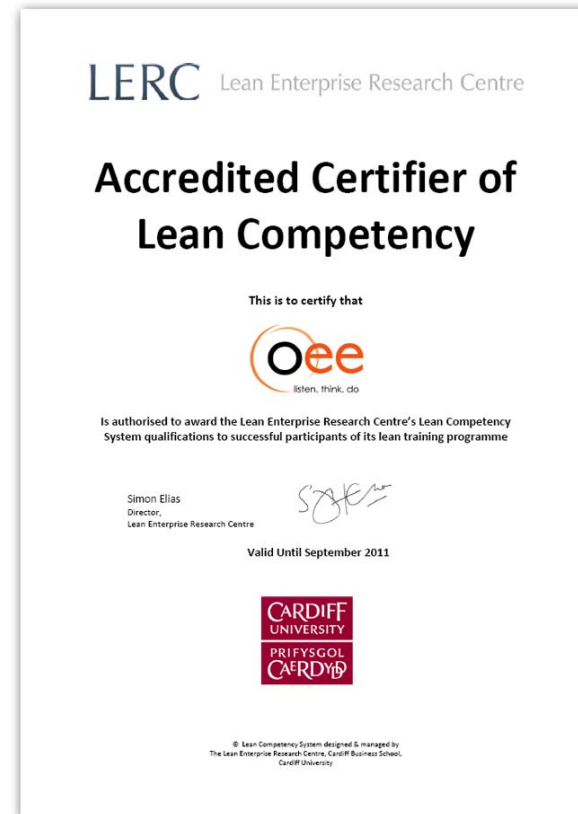 LERC Lean Enterprise Research Centre
Accredited Certifier of
Lean Competency
This is to certify that
oee
listen, think, do
Is authorised to award the Lean Enterprise Research Centre's Lean Competency
System qualifications to successful participants of its lean training programme
Simon Elias
Director,
Lean Enterprise Research Centre
Valid Until September 2011
CARDIFF
UNIVERSITY
PRIFYSGOL
CAERDYDD
© Lean Competency System designed & managed by
The Lean Enterprise Research Centre, Cardiff Business School,
Cardiff University